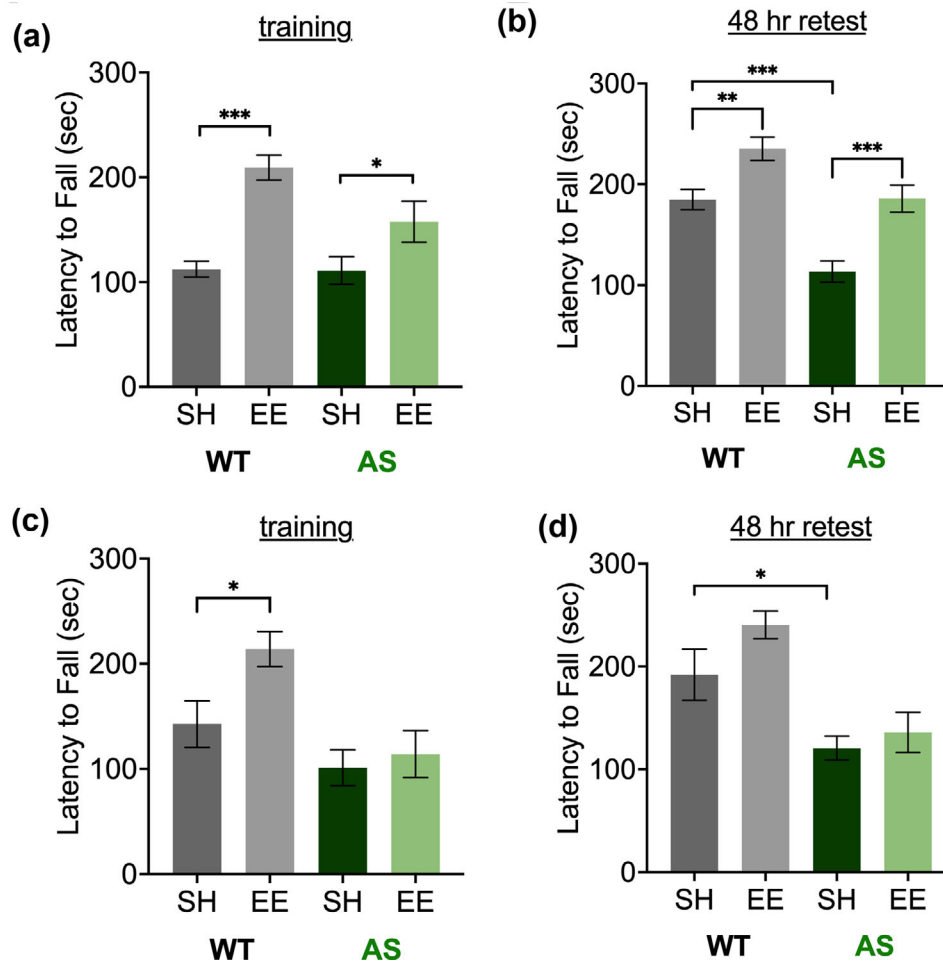 (a)
training
Latency to Fall (sec)
300
200
100
0
***
*
SH EE SH EE
WT AS
(b)
48 hr retest
Latency to Fall (sec)
300
200
100
0
***
**
***
SH EE SH EE
WT AS
(c)
training
Latency to Fall (sec)
300
200
100
0
*
SH EE SH EE
WT AS
(d)
48 hr retest
Latency to Fall (sec)
300
200
100
0
*
SH EE SH EE
WT AS